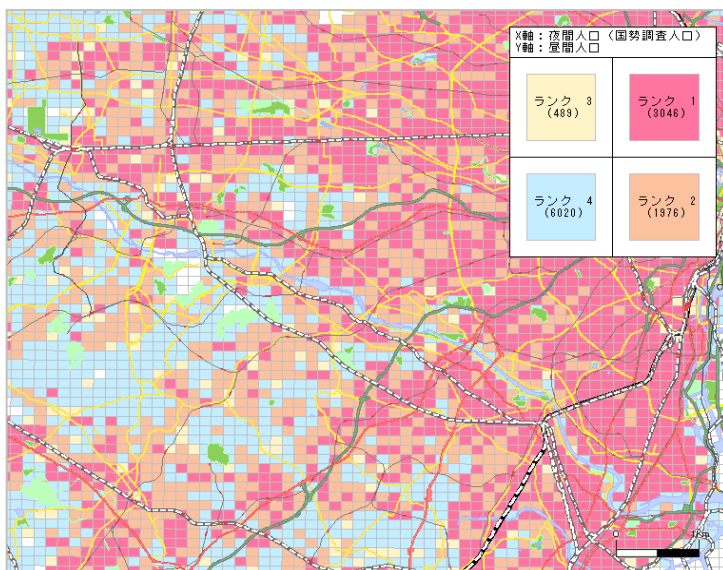 X軸：夜間人口（国勢調査人口）
Y軸：昼間人口
ランク 3
(489)
ランク 1
(3046)
ランク 4
(6020)
ランク 2
(1976)
0
1km